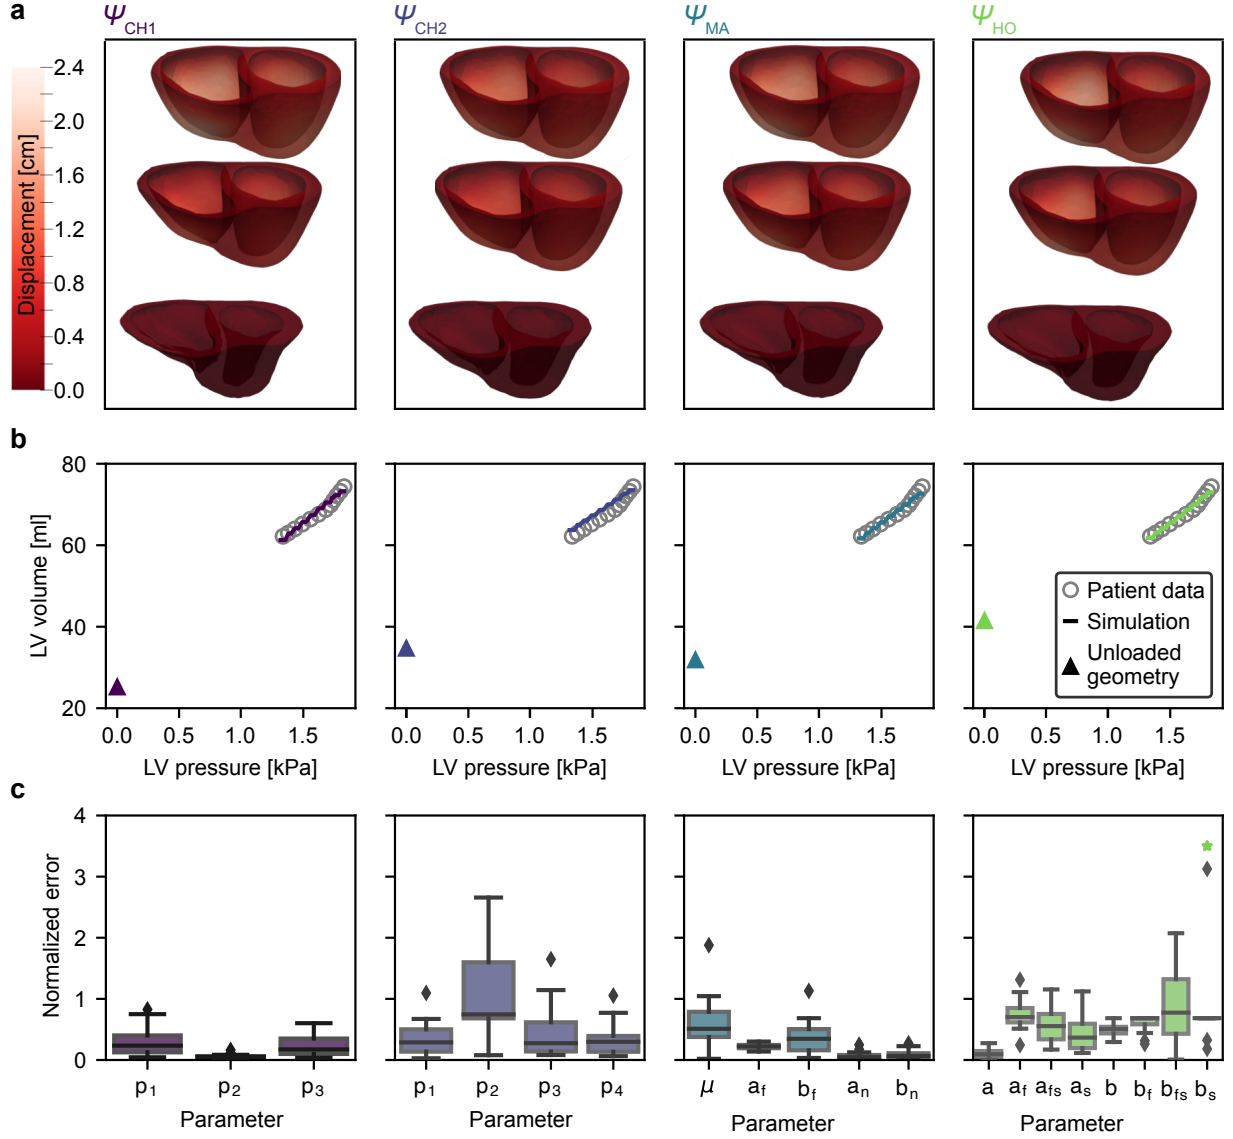 a
Ψ_CH1
Ψ_CH2
Ψ_MA
Ψ_HO
Displacement [cm]
2.4
2.0
1.6
1.2
0.8
0.4
0.0
b
LV volume [ml]
80
60
40
20
0.0 0.5 1.0 1.5
LV pressure [kPa]
0.0 0.5 1.0 1.5
LV pressure [kPa]
0.0 0.5 1.0 1.5
LV pressure [kPa]
Patient data
Simulation
Unloaded
geometry
0.0 0.5 1.0 1.5
LV pressure [kPa]
c
Normalized error
4
3
2
1
0
p₁ p₂ p₃
Parameter
p₁ p₂ p₃ p₄
Parameter
μ a_f b_f a_n b_n
Parameter
a a_f a_fs a_s b b_f b_fs b_s
Parameter